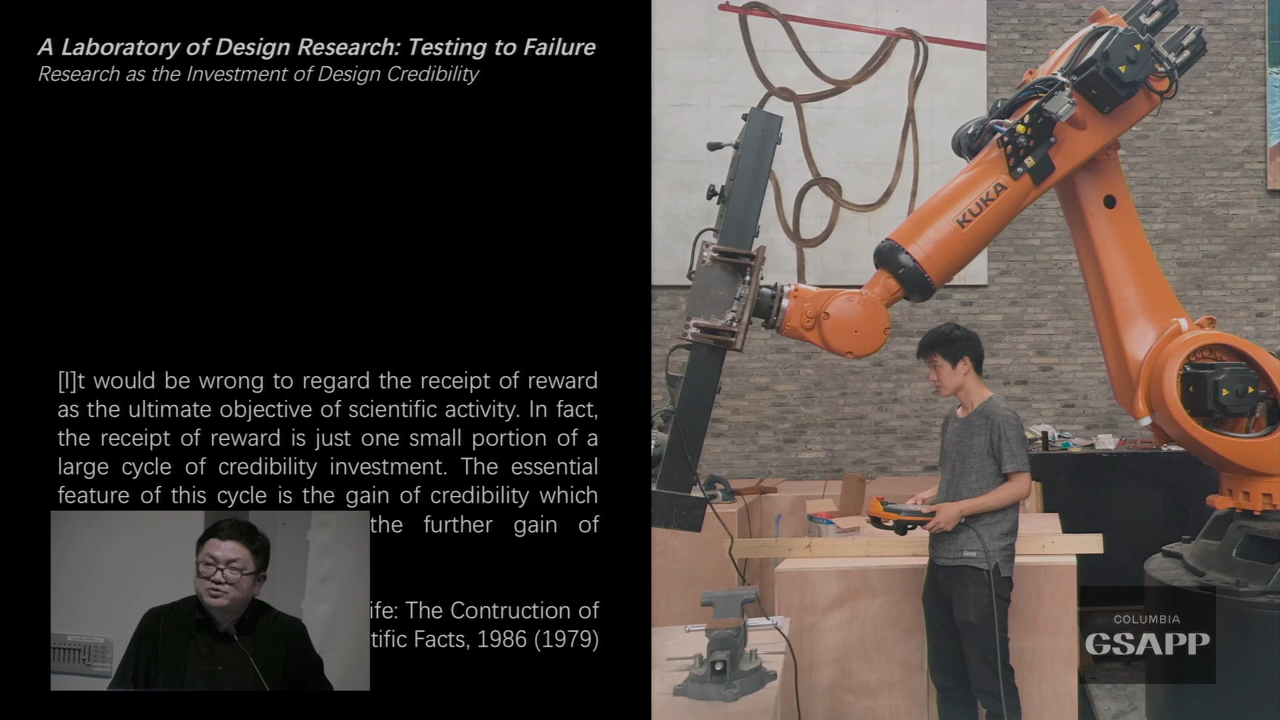 A Laboratory of Design Research: Testing to Failure
Research as the Investment of Design Credibility
[I]t would be wrong to regard the receipt of reward
as the ultimate objective of scientific activity. In fact,
the receipt of reward is just one small portion of a
large cycle of credibility investment. The essential
feature of this cycle is the gain of credibility which
the further gain of
ife: The Contruction of
tific Facts, 1986 (1979)
KUKA
COLUMBIA
GSAPP